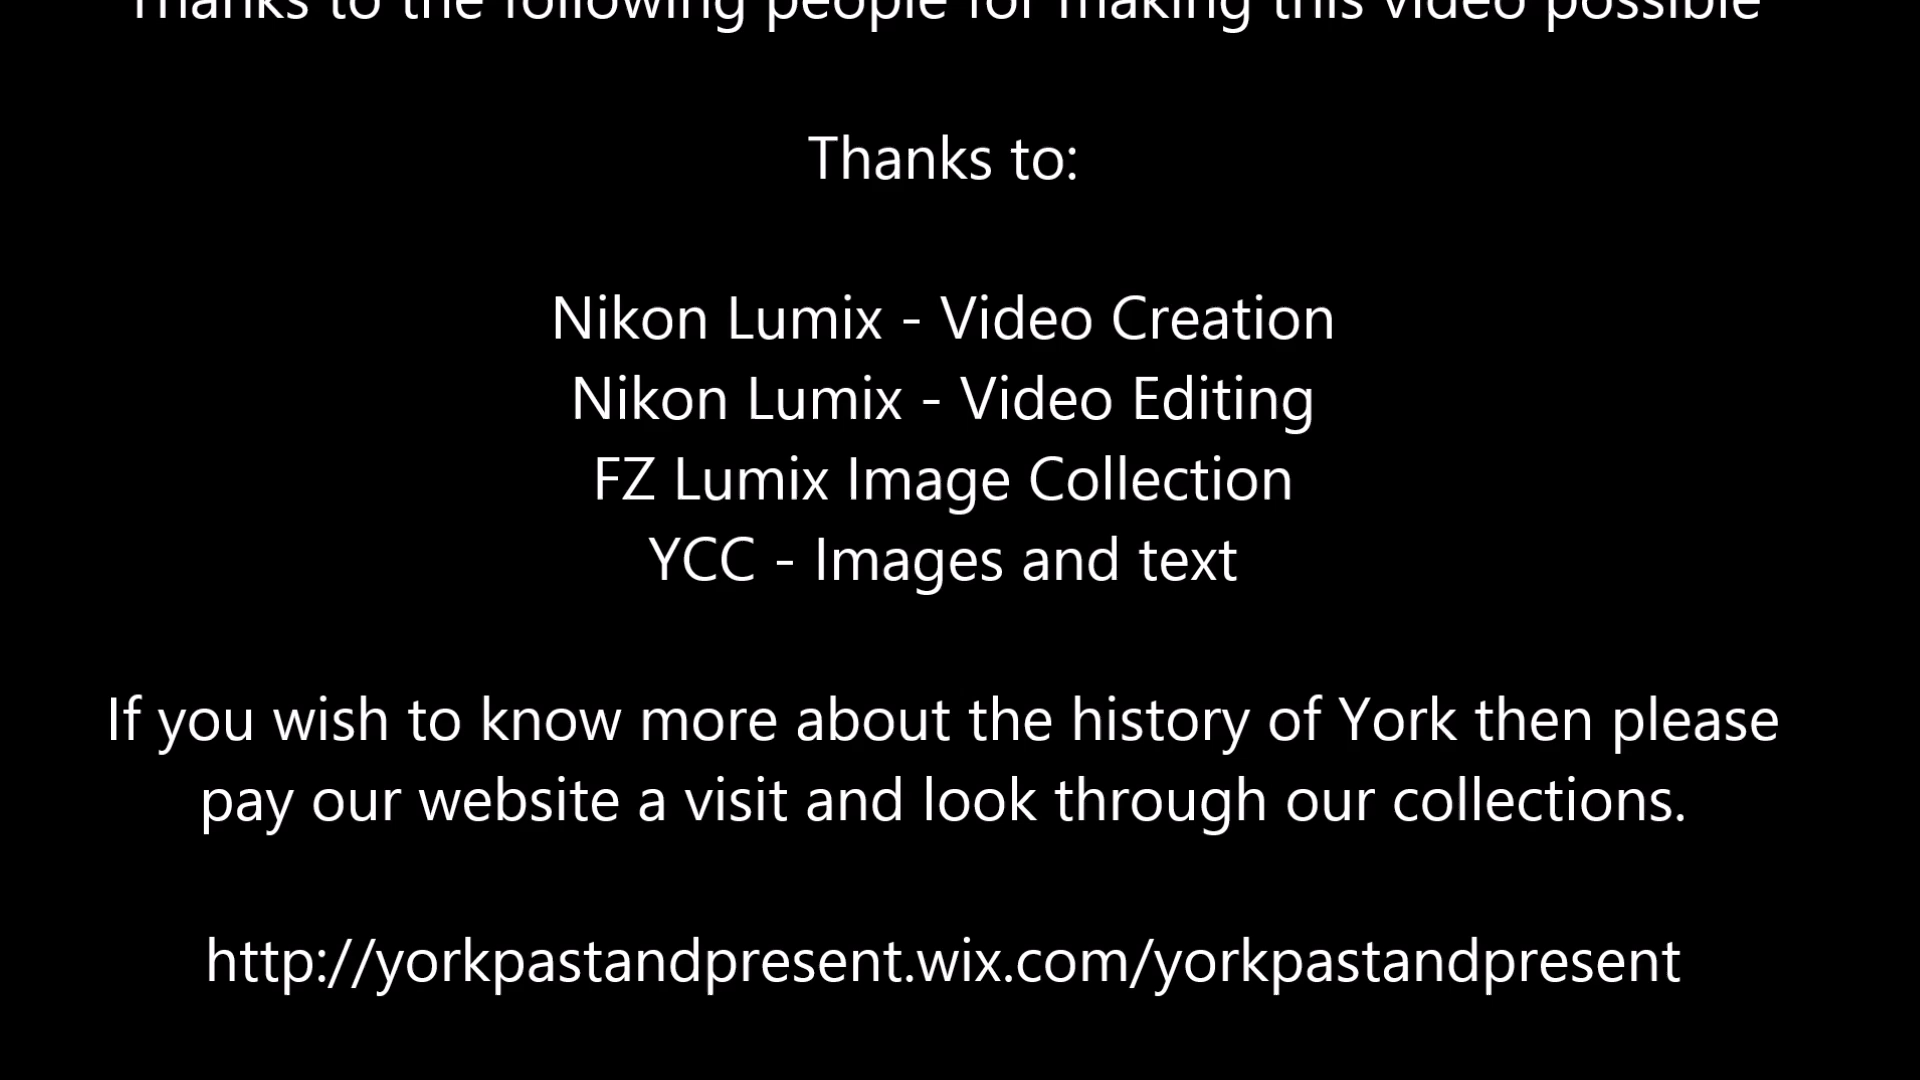 Thanks to the following people for making this video possible
Thanks to:
Nikon Lumix - Video Creation
Nikon Lumix - Video Editing
FZ Lumix Image Collection
YCC - Images and text
If you wish to know more about the history of York then please
pay our website a visit and look through our collections.
http://yorkpastandpresent.wix.com/yorkpastandpresent